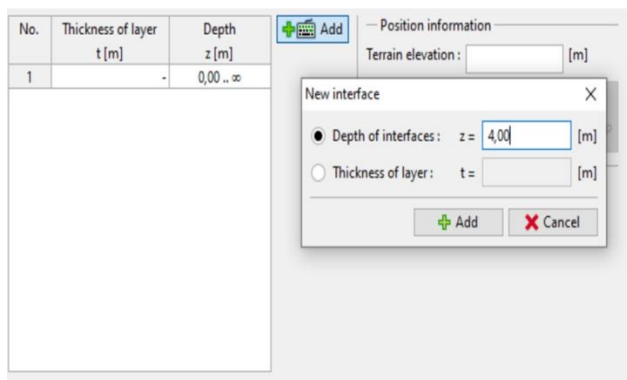 No. Thickness of layer Depth Add Position information
t [m] z [m] Terrain elevation : [m]
1 - 0,00 .. ∞
New interface
Depth of interfaces : z = 4,00 [m]
Thickness of layer : t = [m]
Add Cancel